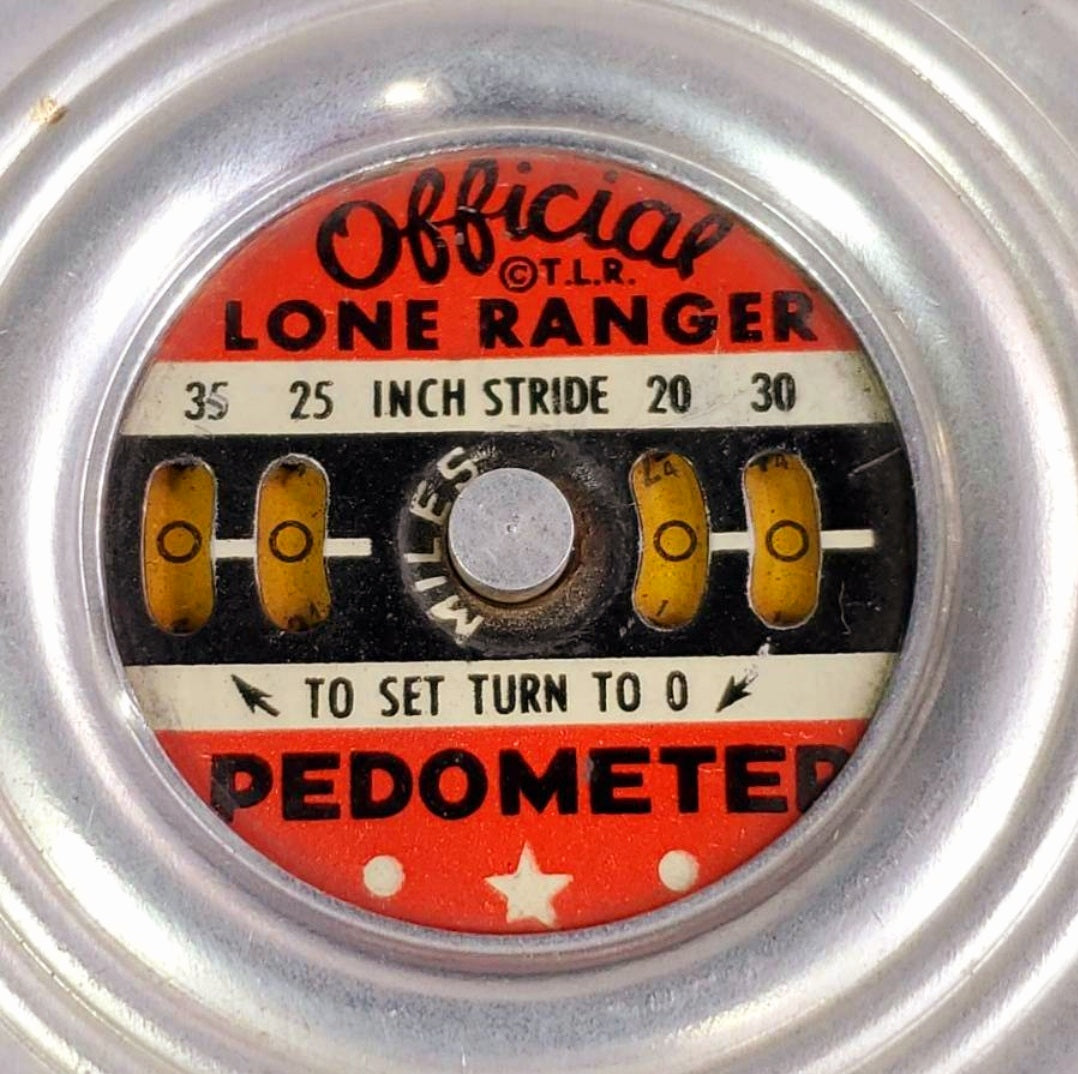 Official
©T.L.R.
LONE RANGER
35 25 INCH STRIDE 20 30
MILES
0 0 0 0
1
TO SET TURN TO 0
PEDOMETER